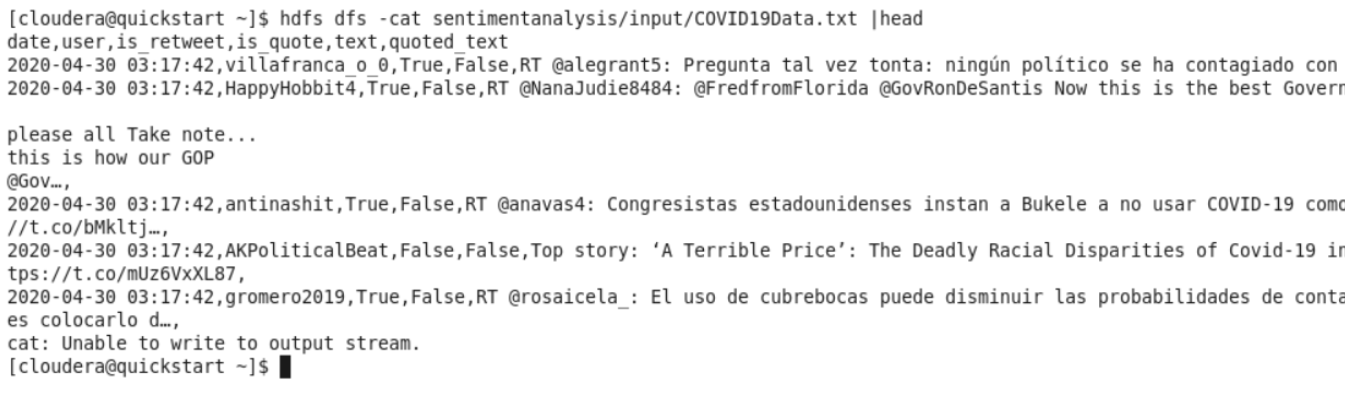 [cloudera@quickstart ~]$ hdfs dfs -cat sentimentanalysis/input/COVID19Data.txt |head
date,user,is_retweet,is_quote,text,quoted_text
2020-04-30 03:17:42,villafranca_o_0,True,False,RT @alegrant5: Pregunta tal vez tonta: ningún político se ha contagiado con
2020-04-30 03:17:42,HappyHobbit4,True,False,RT @NanaJudie8484: @FredfromFlorida @GovRonDeSantis Now this is the best Govern
please all Take note...
this is how our GOP
@Gov…,
2020-04-30 03:17:42,antinashit,True,False,RT @anavas4: Congresistas estadounidenses instan a Bukele a no usar COVID-19 como
//t.co/bMkltj…,
2020-04-30 03:17:42,AKPoliticalBeat,False,False,Top story: ‘A Terrible Price’: The Deadly Racial Disparities of Covid-19 in
tps://t.co/mUz6VxXL87,
2020-04-30 03:17:42,gromero2019,True,False,RT @rosaicela_: El uso de cubrebocas puede disminuir las probabilidades de conta
es colocarlo d…,
cat: Unable to write to output stream.
[cloudera@quickstart ~]$